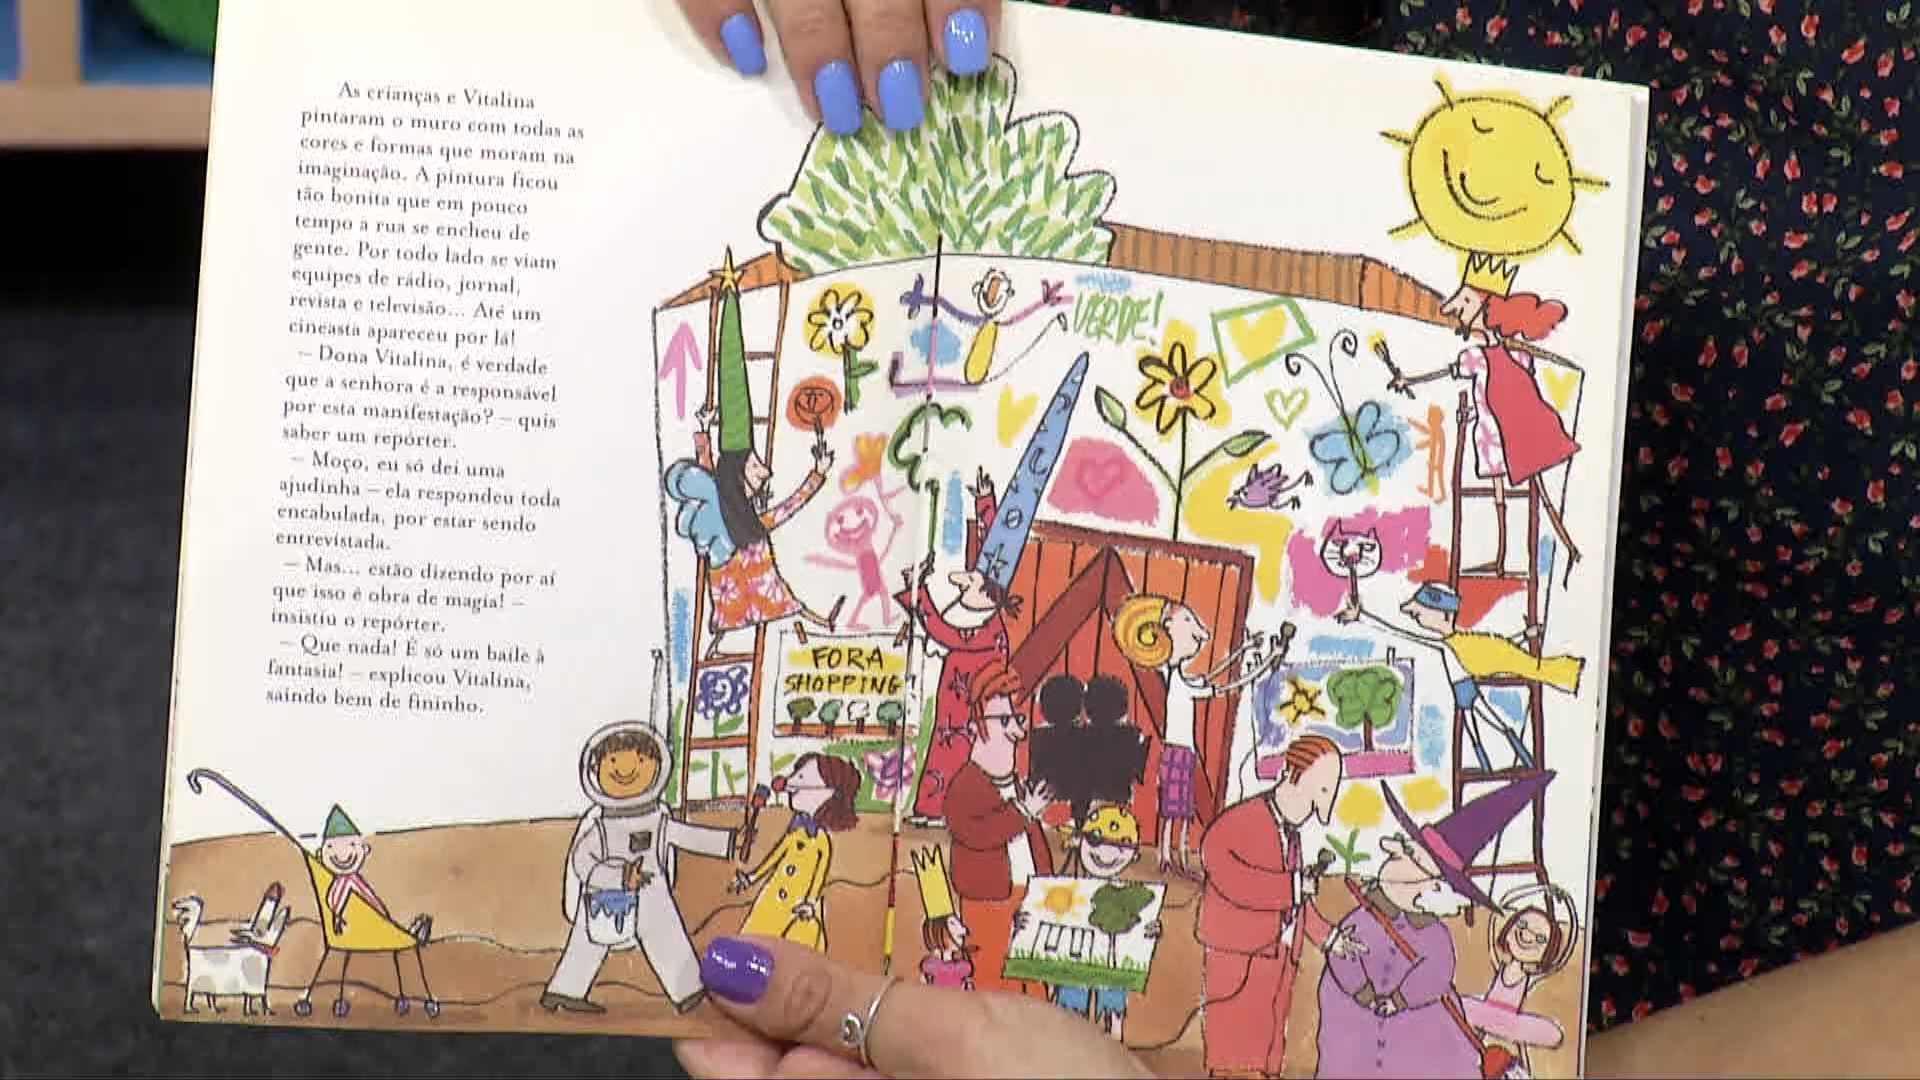 As crianças e Vitalina
pintaram o muro com todas as
cores e formas que moram na
imaginação. A pintura ficou
tão bonita que em pouco
tempo a rua se encheu de
gente. Por todo lado se viam
equipes de rádio, jornal,
revista e televisão... Até um
cineasta apareceu por lá!
– Dona Vitalina, é verdade
que a senhora é a responsável
por esta manifestação? – quis
saber um repórter.
– Moço, eu só dei uma
ajudinha – ela respondeu toda
encabulada, por estar sendo
entrevistada.
– Mas... estão dizendo por aí
que isso é obra de magia! –
insistiu o repórter.
– Que nada! É só um baile à
fantasia! – explicou Vitalina,
saindo bem de fininho.
VERDE!
FORA
SHOPPING!